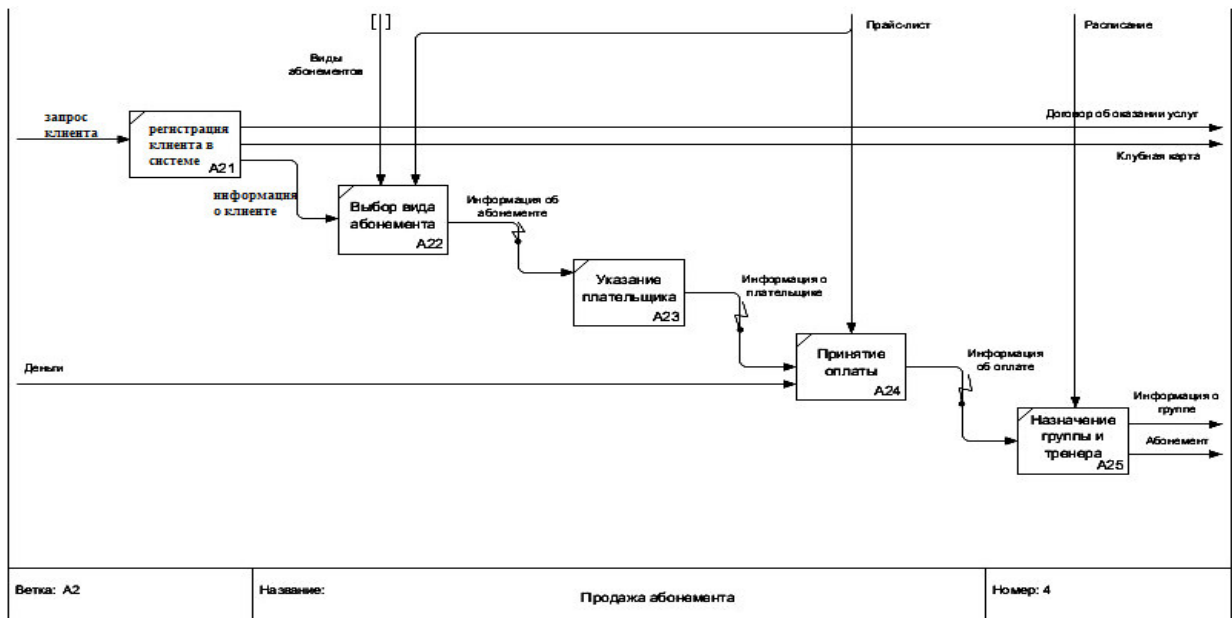 [ ]
Прайс-лист
Расписание
Виды
абонементов
запрос
клиента
регистрация
клиента в
системе
A21
Договор об оказании услуг
Клубная карта
информация
о клиенте
Выбор вида
абонемента
A22
Информация об
абонементе
Указание
плательщика
A23
Информация о
плательщике
Деньги
Принятие
оплаты
A24
Информация
об оплате
Назначение
группы и
тренера
A25
Информация о
группе
Абонемент
Ветка: A2
Название:
Продажа абонемента
Номер: 4